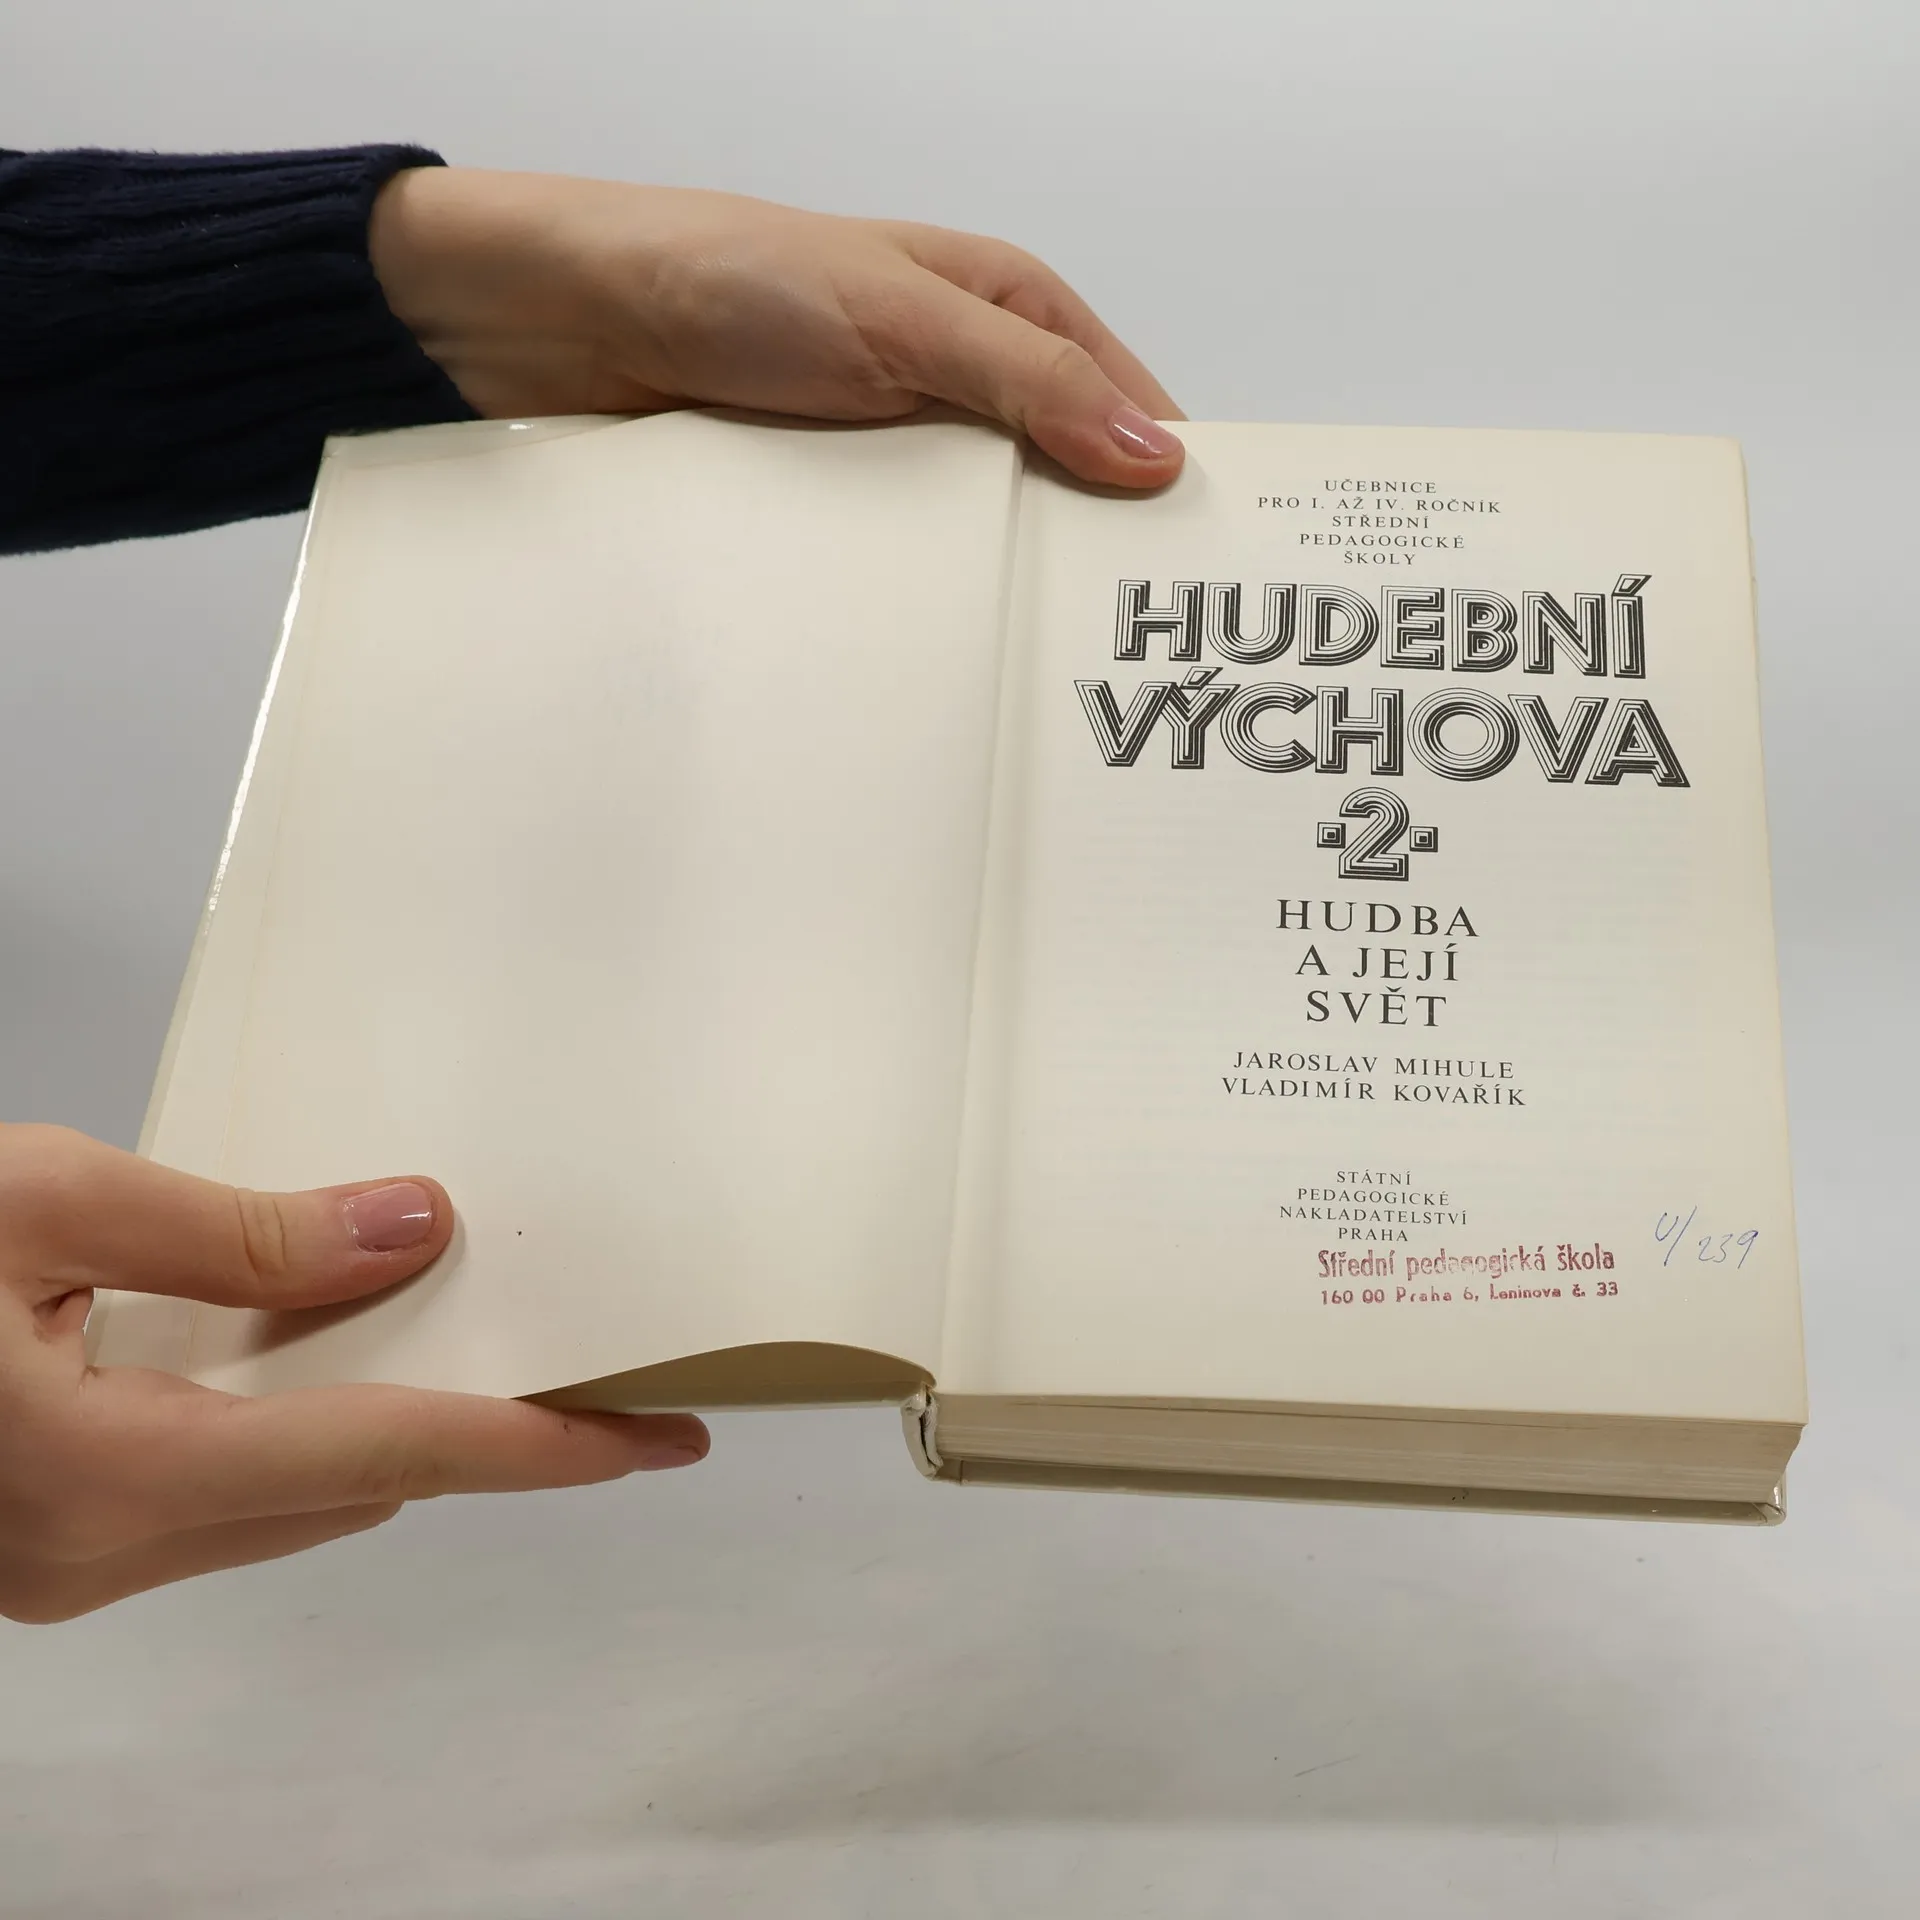 UČEBNICE
PRO I. AŽ IV. ROČNÍK
STŘEDNÍ
PEDAGOGICKÉ
ŠKOLY
HUDEBNÍ
VÝCHOVA
·2·
HUDBA
A JEJÍ
SVĚT
JAROSLAV MIHULE
VLADIMÍR KOVAŘÍK
STÁTNÍ
PEDAGOGICKÉ
NAKLADATELSTVÍ
PRAHA
Střední pedagogická škola
160 00 Praha 6, Leninova č. 33
U/239